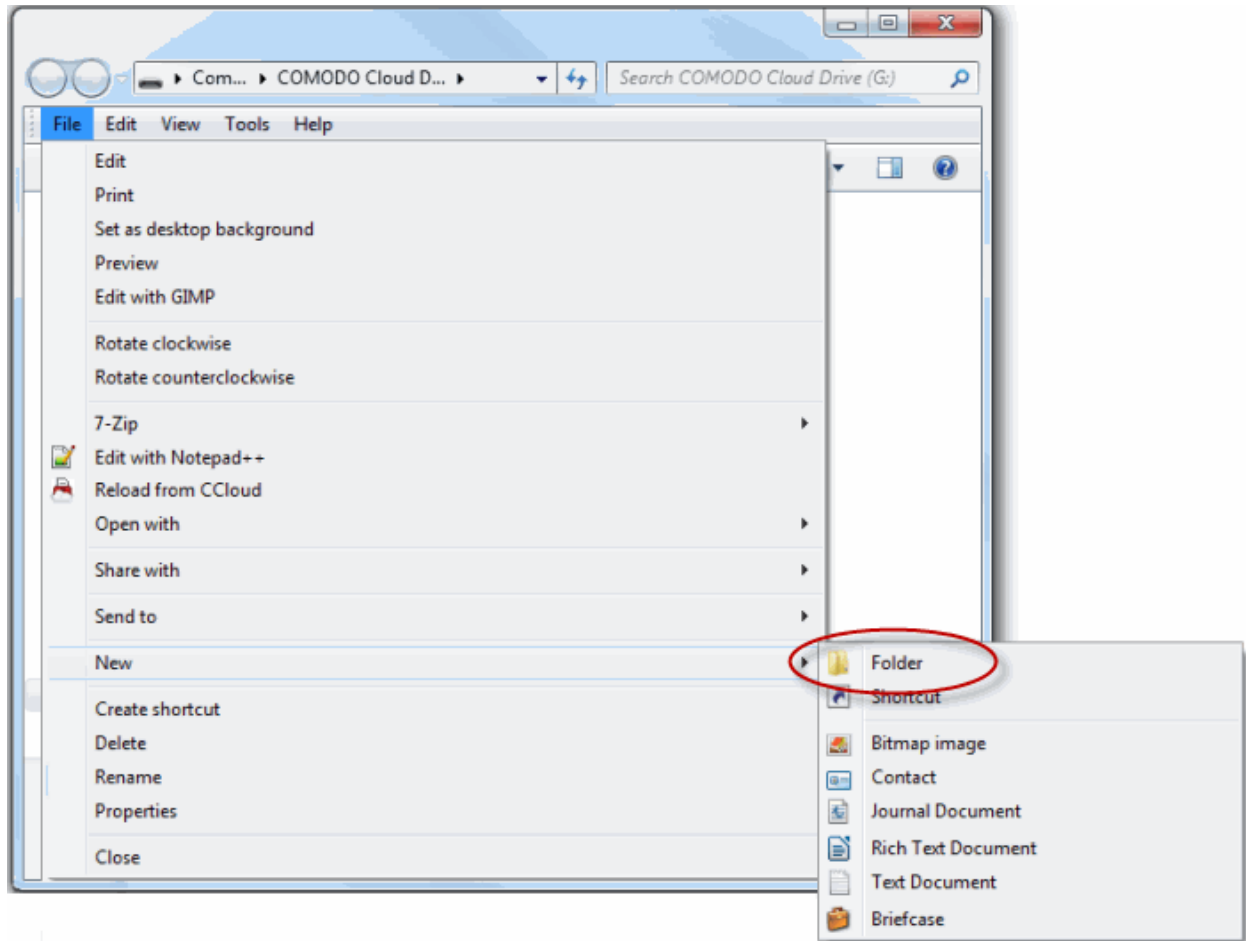 Com... COMODO Cloud D... Search COMODO Cloud Drive (G:)
File Edit View Tools Help
Edit
Print
Set as desktop background
Preview
Edit with GIMP
Rotate clockwise
Rotate counterclockwise
7-Zip
Edit with Notepad++
Reload from CCloud
Open with
Share with
Send to
New
Create shortcut
Delete
Rename
Properties
Close
Folder
Shortcut
Bitmap image
Contact
Journal Document
Rich Text Document
Text Document
Briefcase